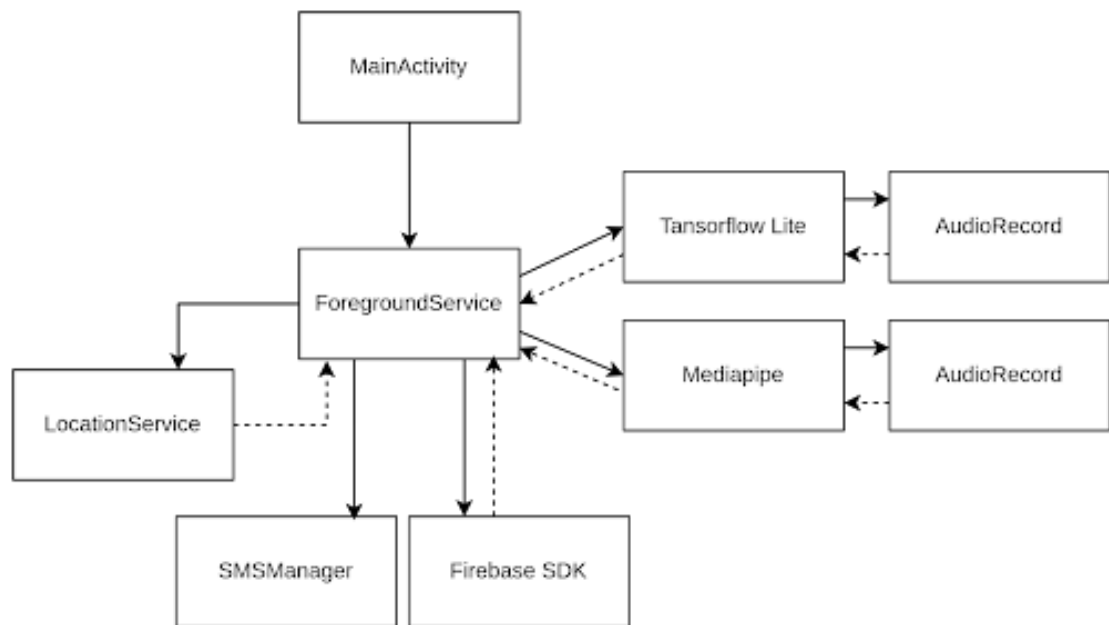 MainActivity
Tansorflow Lite
AudioRecord
ForegroundService
Mediapipe
AudioRecord
LocationService
SMSManager
Firebase SDK